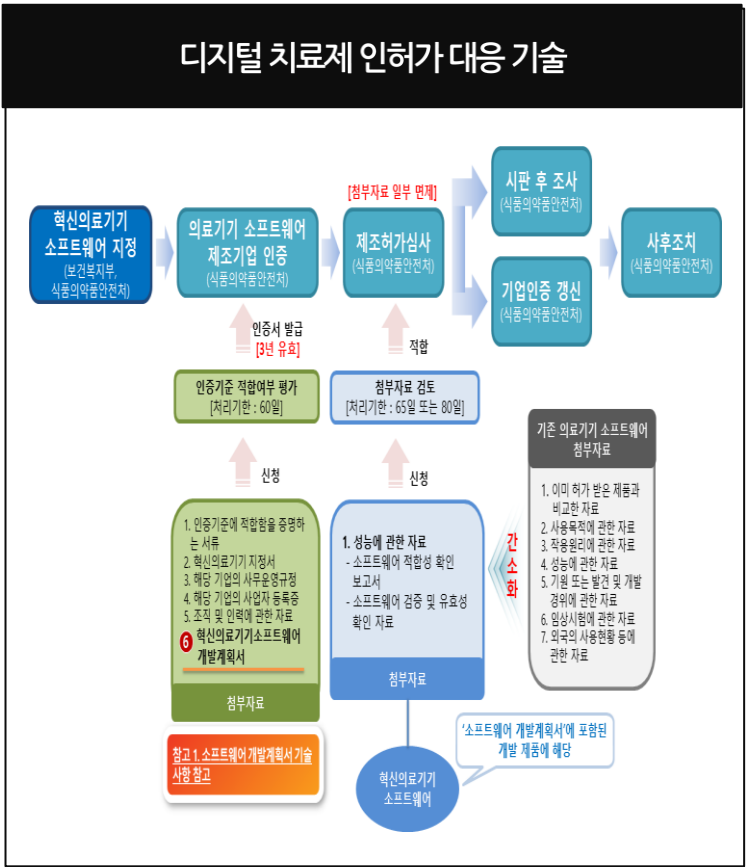 디지털 치료제 인허가 대응 기술
[첨부자료 일부 면제]
혁신의료기기
소프트웨어 지정
(보건복지부,
식품의약품안전처)
의료기기 소프트웨어
제조기업 인증
(식품의약품안전처)
제조허가심사
(식품의약품안전처)
시판 후 조사
(식품의약품안전처)
기업인증 갱신
(식품의약품안전처)
사후조치
(식품의약품안전처)
인증서 발급
[3년 유효]
적합
인증기준 적합여부 평가
[처리기한 : 60일]
첨부자료 검토
[처리기한 : 65일 또는 80일]
신청
신청
1. 인증기준에 적합함을 증명하
는 서류
2. 혁신의료기기 지정서
3. 해당 기업의 사무운영규정
4. 해당 기업의 사업자 등록증
5. 조직 및 인력에 관한 자료
6 혁신의료기기소프트웨어
개발계획서
첨부자료
1. 성능에 관한 자료
- 소프트웨어 적합성 확인
보고서
- 소프트웨어 검증 및 유효성
확인 자료
첨부자료
간
소
화
기존 의료기기 소프트웨어
첨부자료
1. 이미 허가 받은 제품과
비교한 자료
2. 사용목적에 관한 자료
3. 작용원리에 관한 자료
4. 성능에 관한 자료
5. 기원 또는 발견 및 개발
경위에 관한 자료
6. 임상시험에 관한 자료
7. 외국의 사용현황 등에
관한 자료
참고 1. 소프트웨어 개발계획서 기술
사항 참고
'소프트웨어 개발계획서'에 포함된
개발 제품에 해당
혁신의료기기
소프트웨어